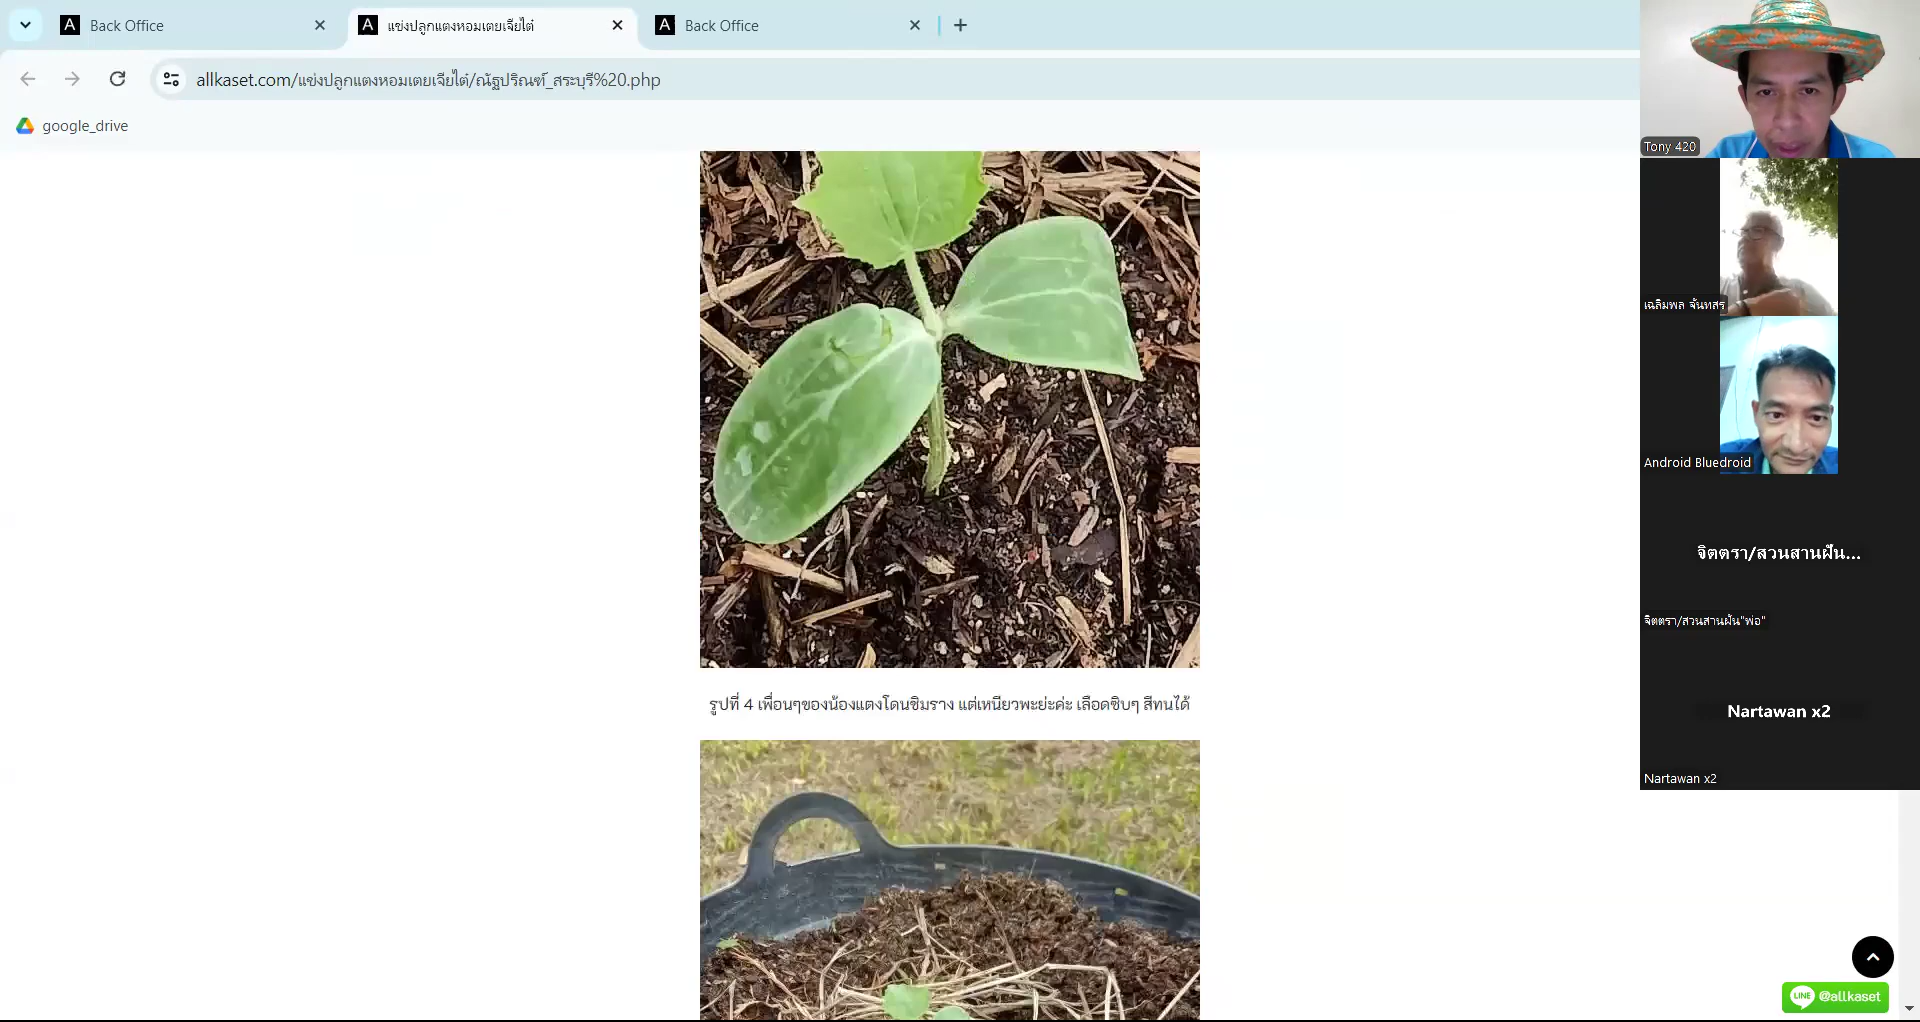 Back Office
แข่งปลูกแตงหอมเตยเจียไต๋
Back Office
allkaset.com/แข่งปลูกแตงหอมเตยเจียไต๋/ณัฐปริณฑ์_สระบุรี%20.php
google_drive
Tony 420
เฉลิมพล จันทสร
Android Bluedroid
จิตตรา/สวนสานฝัน...
จิตตรา/สวนสานฝัน"พ่อ"
Nartawan x2
Nartawan x2
รูปที่ 4 เพื่อนๆของน้องแตงโดนชิมราง แต่เหนียวพะย่ะค่ะ เลือดซิบๆ สีทนได้
LINE @allkaset